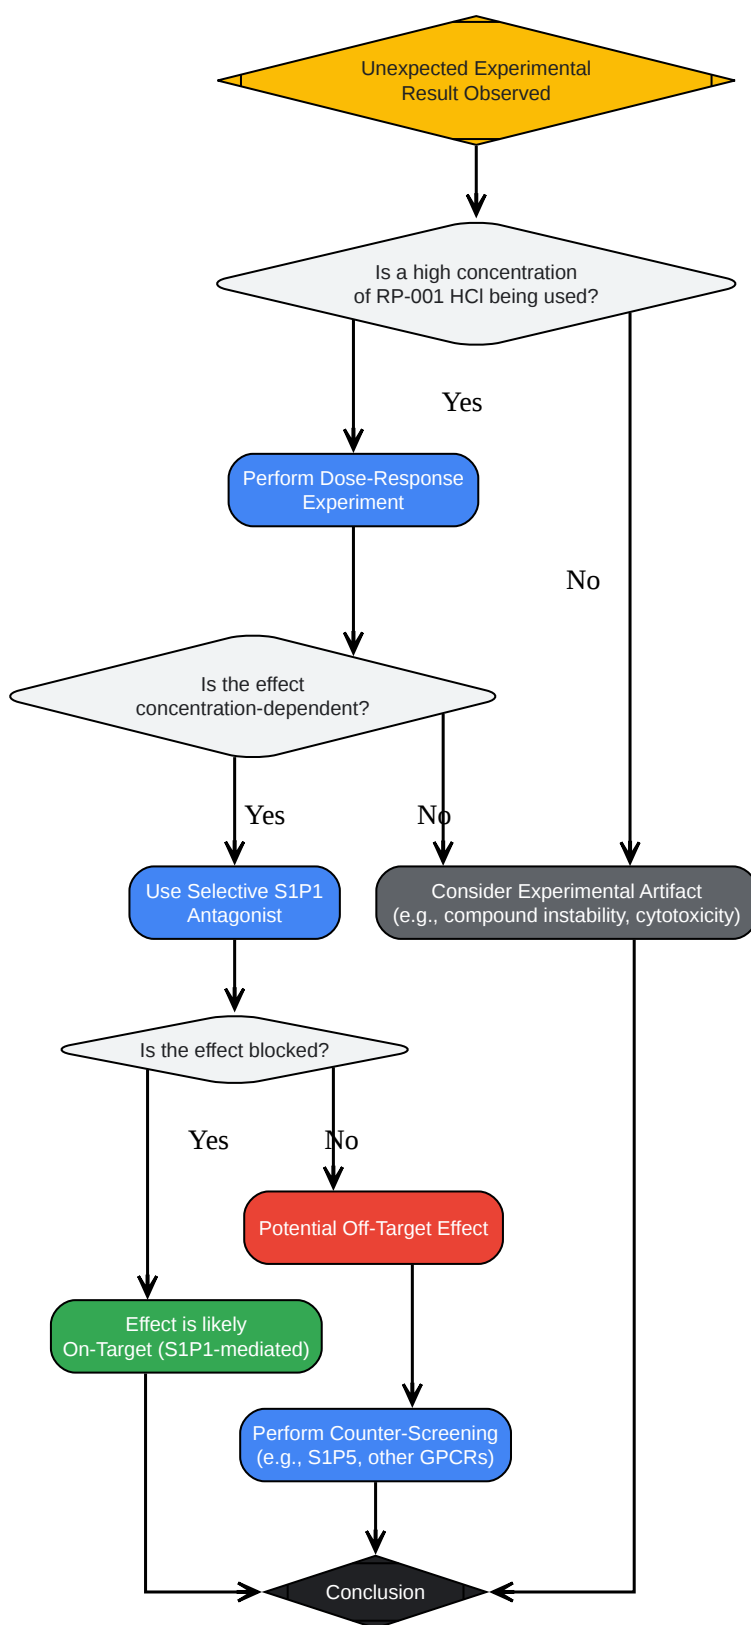 Unexpected Experimental
Result Observed
Is a high concentration
of RP-001 HCl being used?
Yes
Perform Dose-Response
Experiment
No
Is the effect
concentration-dependent?
Yes
No
Use Selective S1P1
Antagonist
Consider Experimental Artifact
(e.g., compound instability, cytotoxicity)
Is the effect blocked?
Yes
No
Potential Off-Target Effect
Effect is likely
On-Target (S1P1-mediated)
Perform Counter-Screening
(e.g., S1P5, other GPCRs)
Conclusion